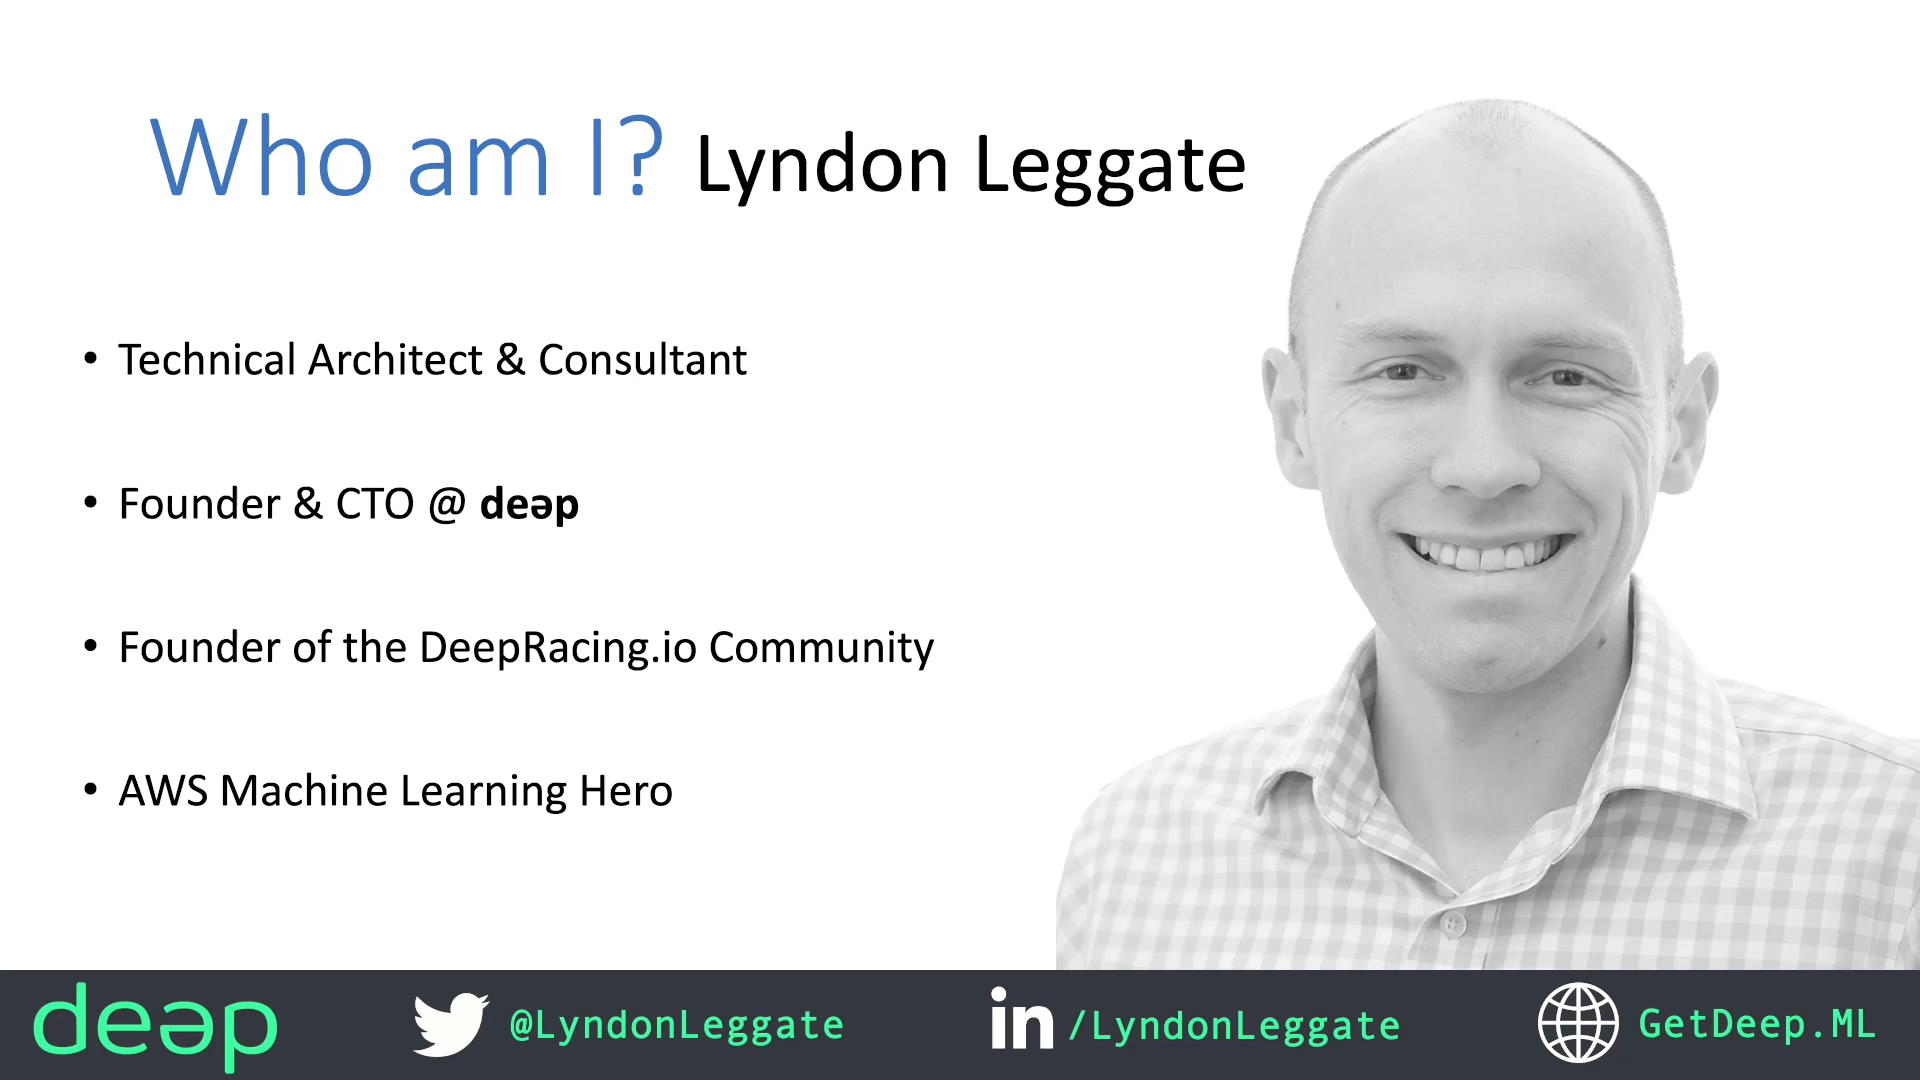 Who am I? Lyndon Leggate
• Technical Architect & Consultant
• Founder & CTO @ deəp
• Founder of the DeepRacing.io Community
• AWS Machine Learning Hero
deəp @LyndonLeggate in /LyndonLeggate GetDeep.ML